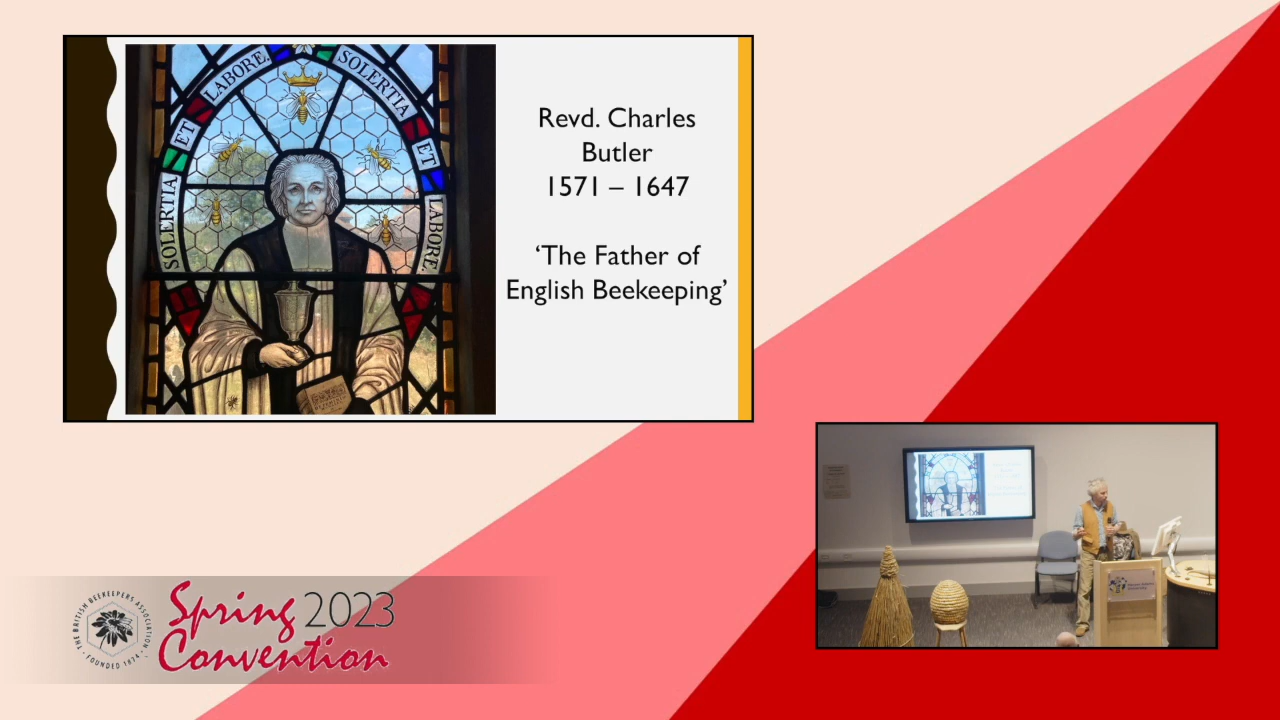 SOLERTIA ET LABORE. SOLERTIA ET LABORE.
Revd. Charles
Butler
1571 – 1647
‘The Father of
English Beekeeping’
THE BRITISH BEEKEEPERS ASSOCIATION
· FOUNDED 1874 ·
Spring 2023
Convention